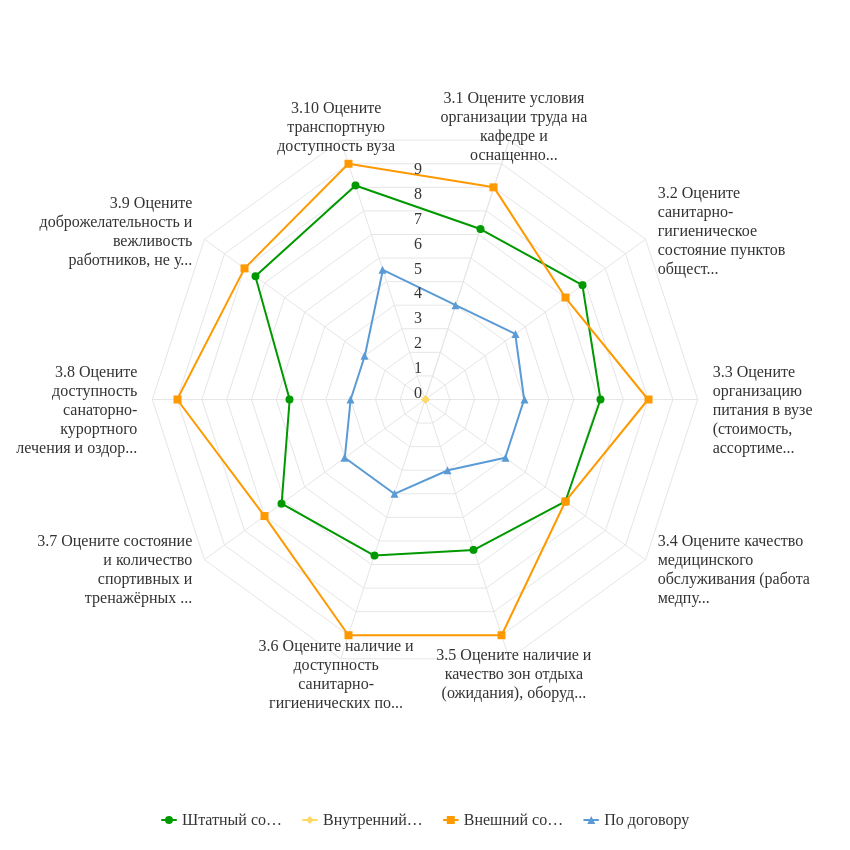 3.10 Оцените
транспортную
доступность вуза
3.1 Оцените условия
организации труда на
кафедре и
оснащенно...
3.2 Оцените
санитарно-
гигиеническое
состояние пунктов
общест...
3.3 Оцените
организацию
питания в вузе
(стоимость,
ассортиме...
3.4 Оцените качество
медицинского
обслуживания (работа
медпу...
3.5 Оцените наличие и
качество зон отдыха
(ожидания), оборуд...
3.6 Оцените наличие и
доступность
санитарно-
гигиенических по...
3.7 Оцените состояние
и количество
спортивных и
тренажёрных ...
3.8 Оцените
доступность
санаторно-
курортного
лечения и оздор...
3.9 Оцените
доброжелательность и
вежливость
работников, не у...
9
8
7
6
5
4
3
2
1
0
Штатный со…
Внутренний…
Внешний со…
По договору